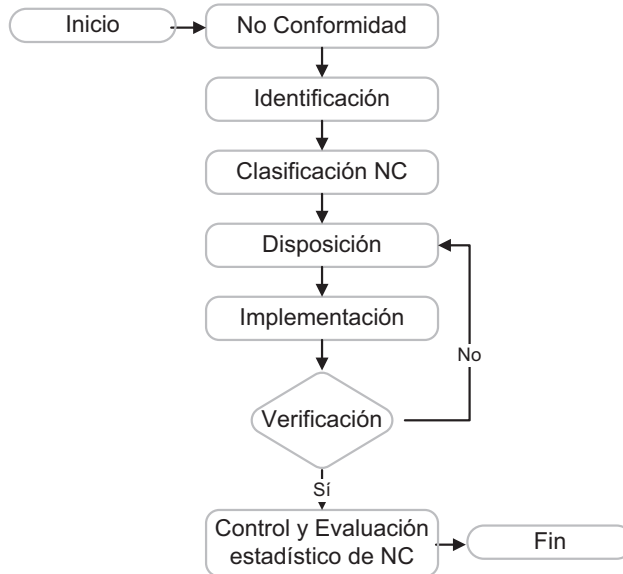 Inicio
No Conformidad
Identificación
Clasificación NC
Disposición
Implementación
No
Verificación
Sí
Control y Evaluación
estadístico de NC
Fin